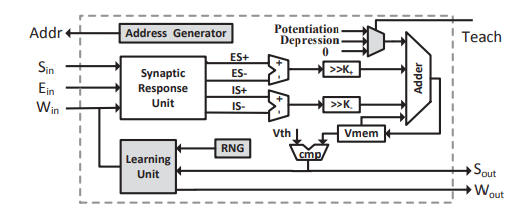 Addr
Address Generator
Potentiation
Depression
0
Teach
Sin
Ein
Win
Synaptic
Response
Unit
ES+
ES-
IS+
IS-
+
-
+
-
>>K+
>>K-
Adder
Vth
Vmem
cmp
RNG
Learning
Unit
Sout
Wout